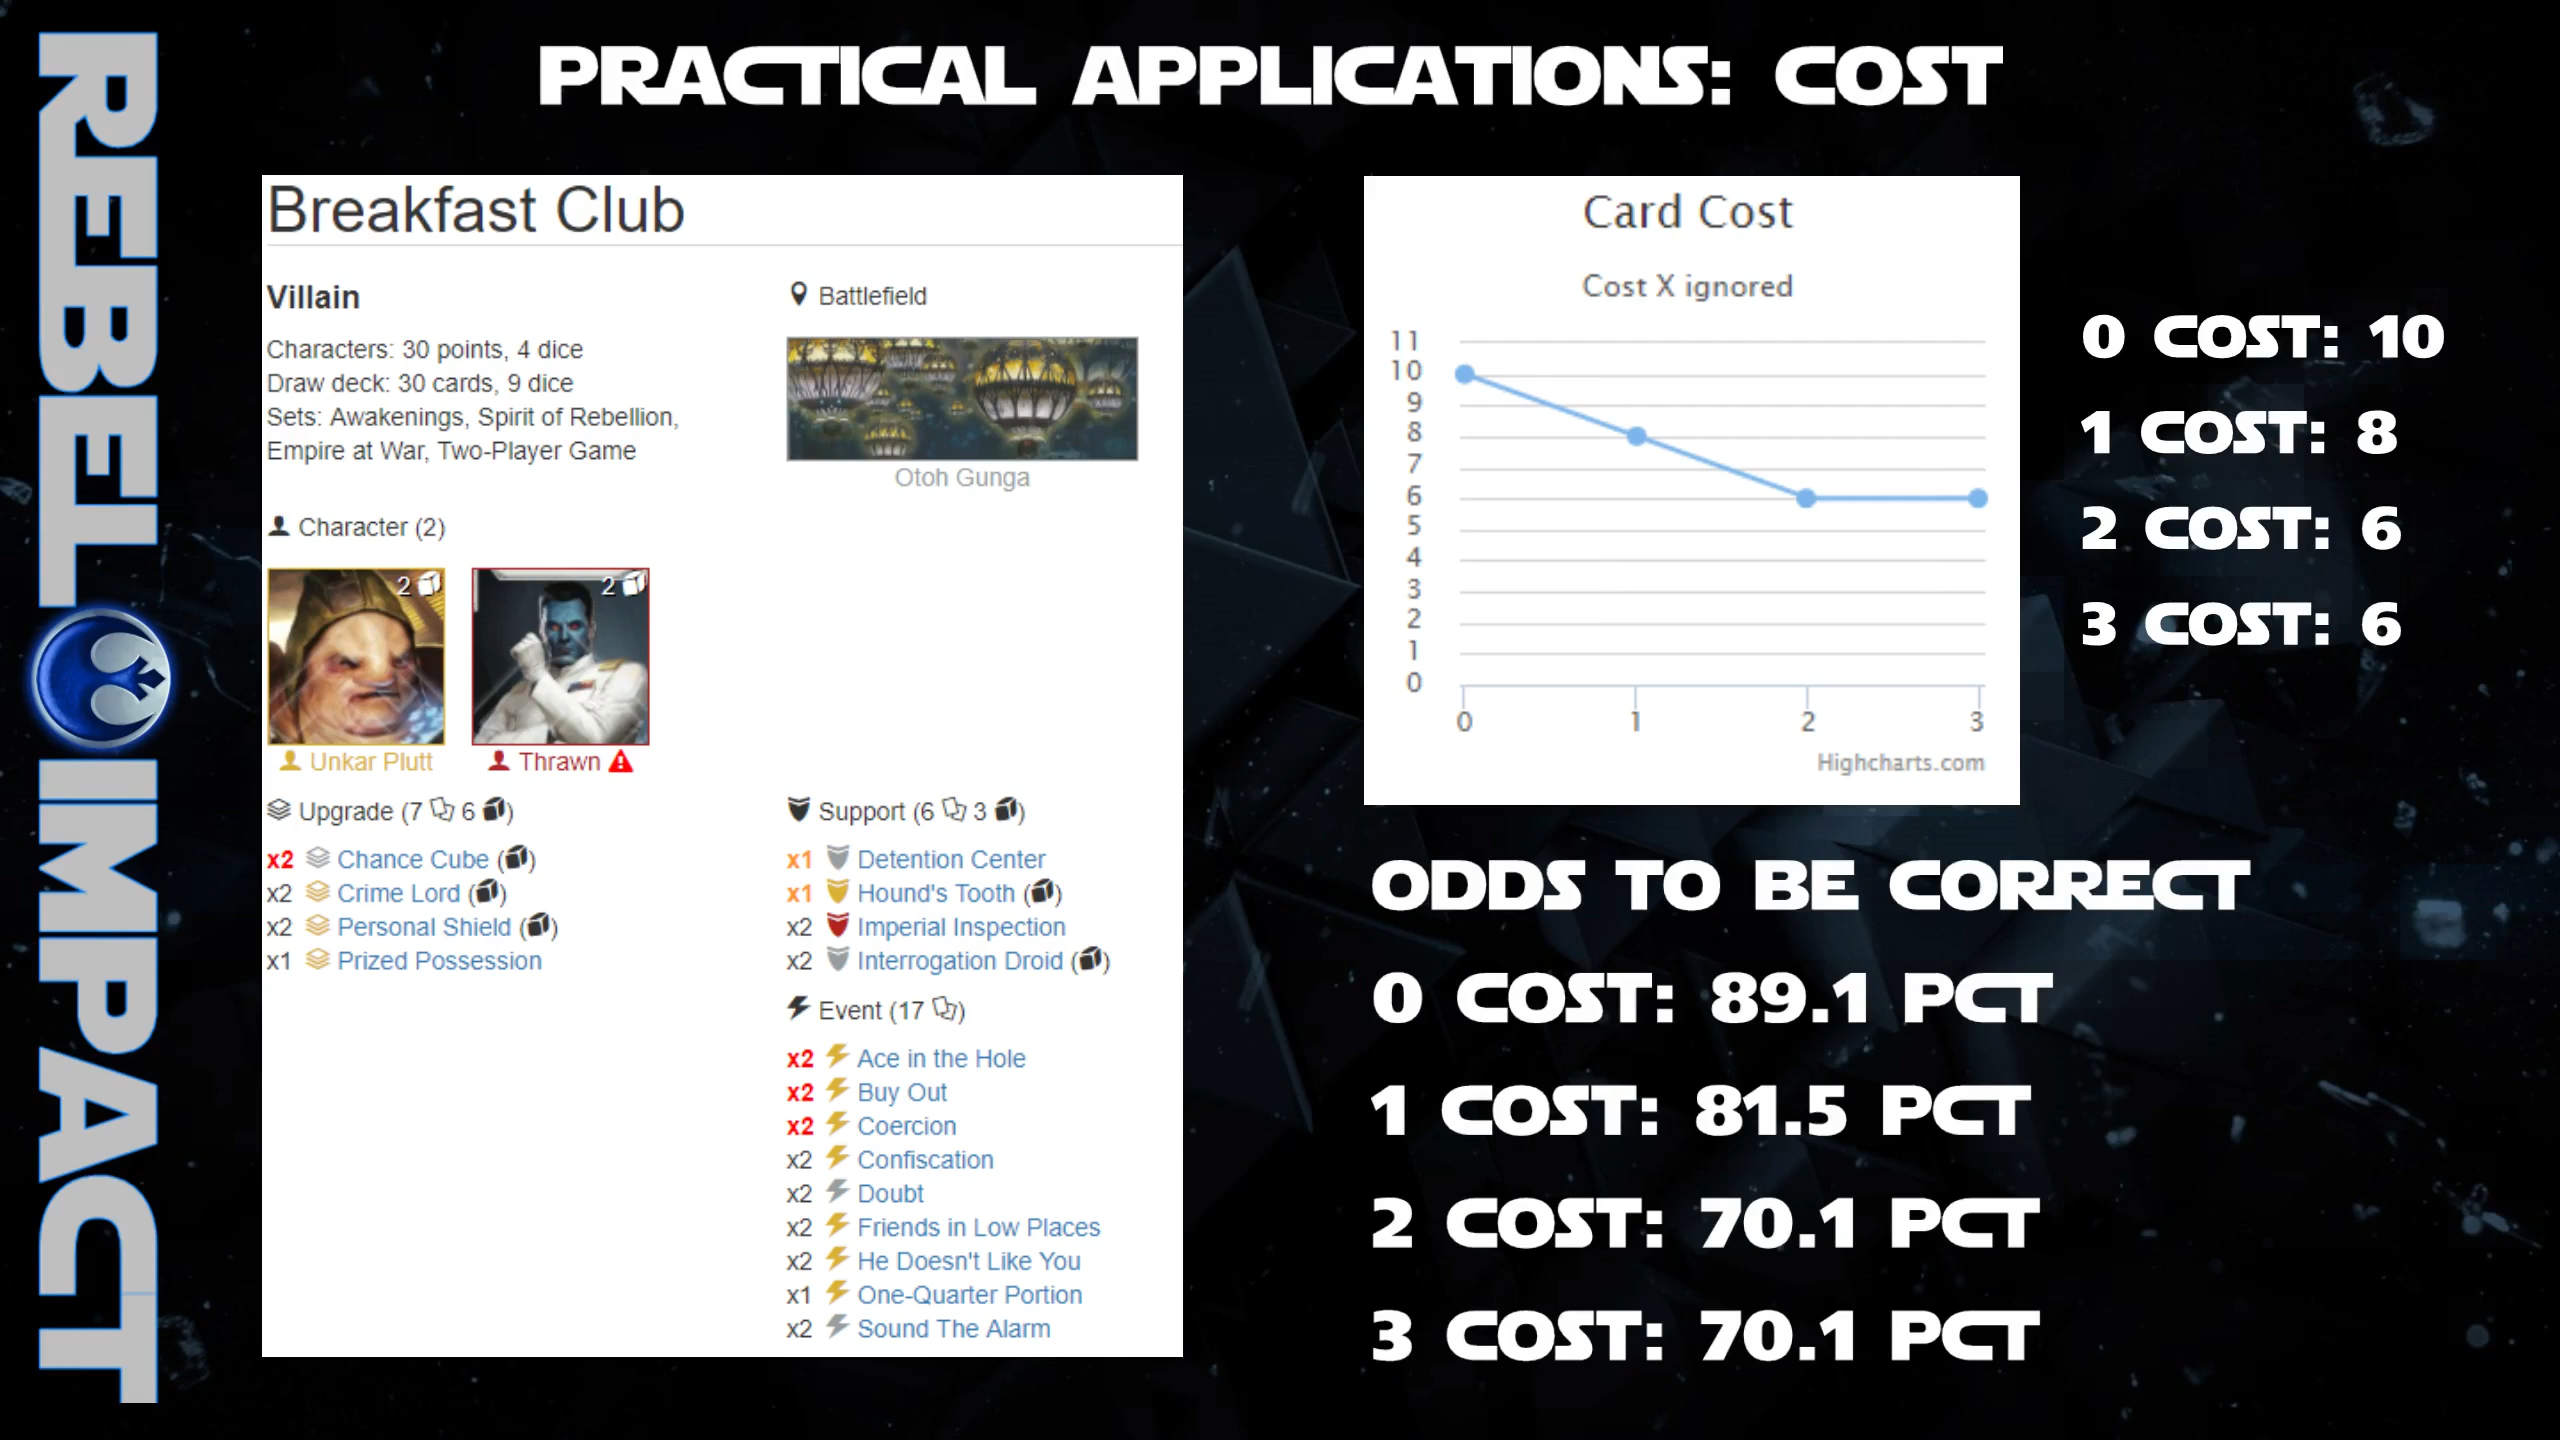 REBEL IMPACT
PRACTICAL APPLICATIONS: COST
Breakfast Club
Villain
Characters: 30 points, 4 dice
Draw deck: 30 cards, 9 dice
Sets: Awakenings, Spirit of Rebellion,
Empire at War, Two-Player Game
Battlefield
Otoh Gunga
Character (2)
2
2
Unkar Plutt
Thrawn
Upgrade (7 6 )
x2 Chance Cube ( )
x2 Crime Lord ( )
x2 Personal Shield ( )
x1 Prized Possession
Support (6 3 )
x1 Detention Center
x1 Hound's Tooth ( )
x2 Imperial Inspection
x2 Interrogation Droid ( )
Event (17 )
x2 Ace in the Hole
x2 Buy Out
x2 Coercion
x2 Confiscation
x2 Doubt
x2 Friends in Low Places
x2 He Doesn't Like You
x1 One-Quarter Portion
x2 Sound The Alarm
Card Cost
Cost X ignored
11
10
9
8
7
6
5
4
3
2
1
0
0 1 2 3
Highcharts.com
0 COST: 10
1 COST: 8
2 COST: 6
3 COST: 6
ODDS TO BE CORRECT
0 COST: 89.1 PCT
1 COST: 81.5 PCT
2 COST: 70.1 PCT
3 COST: 70.1 PCT